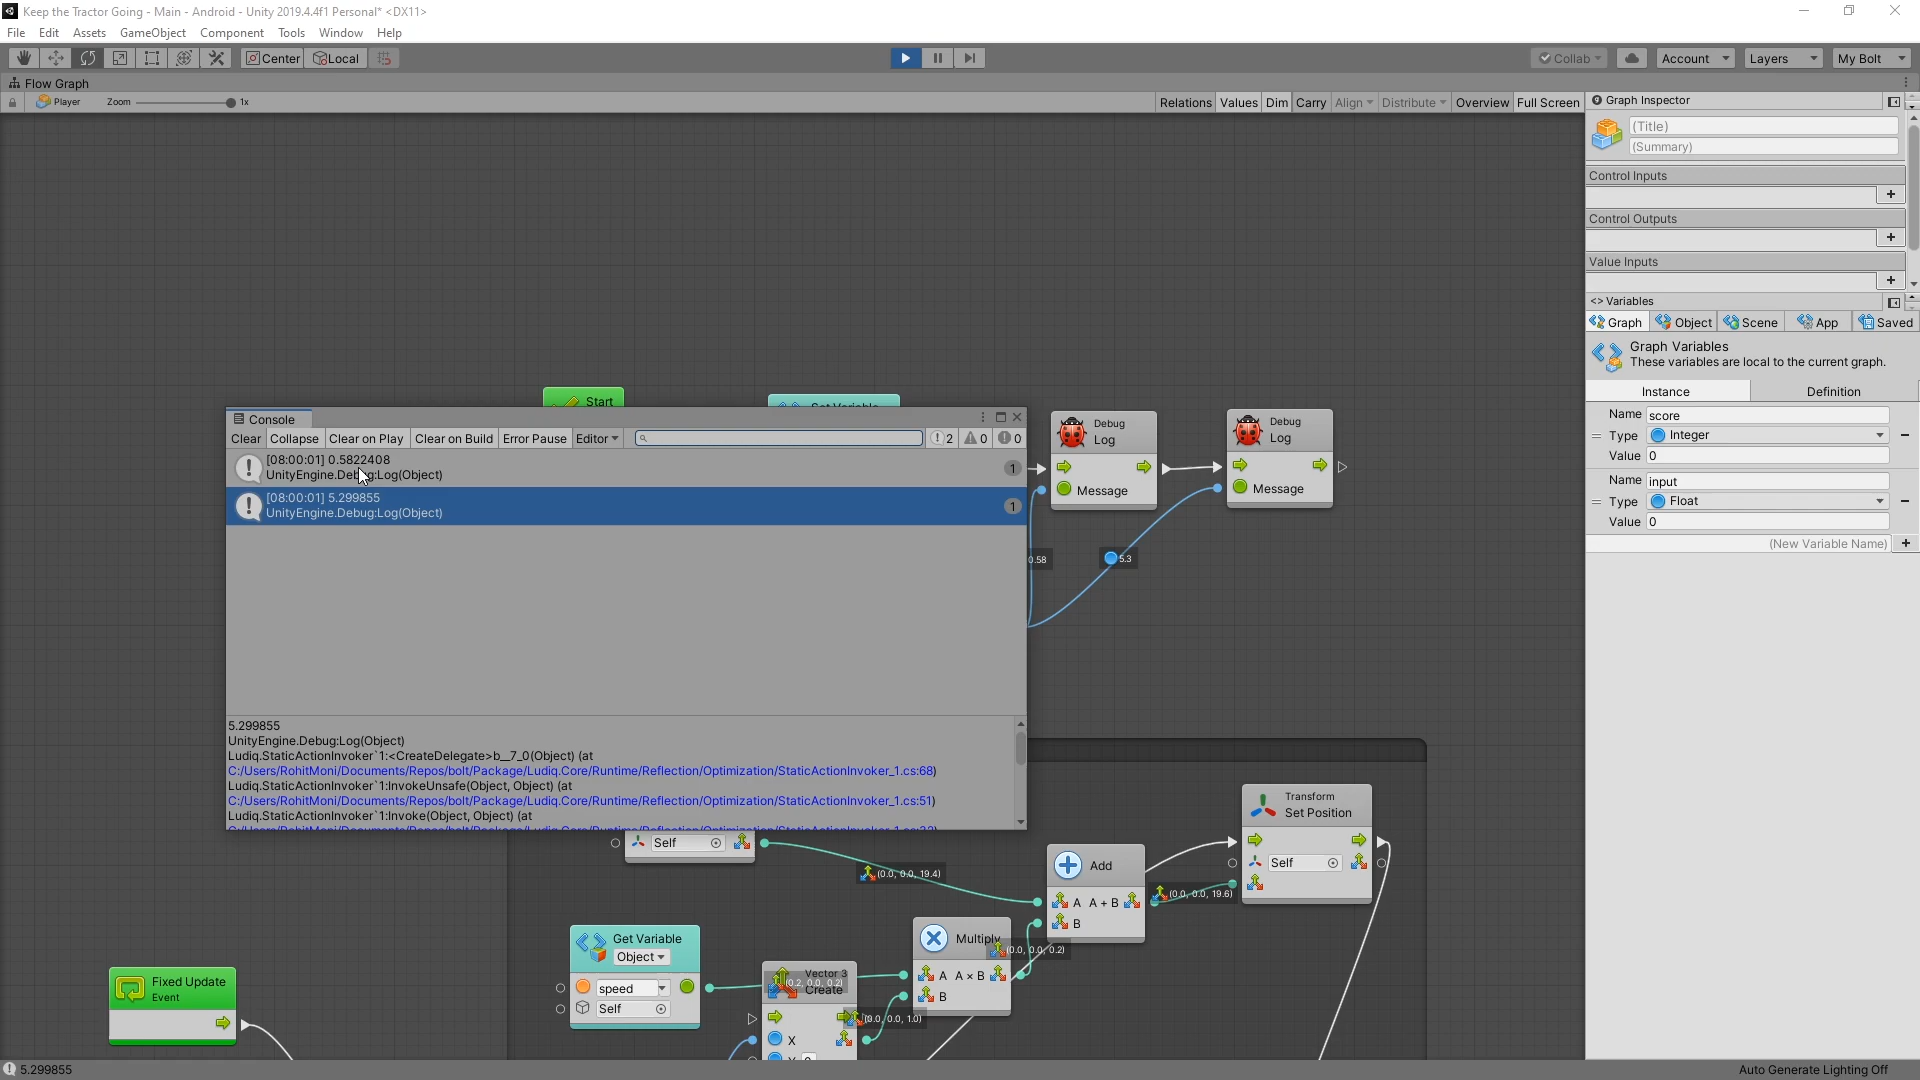 Keep the Tractor Going - Main - Android - Unity 2019.4.4f1 Personal* <DX11>
File Edit Assets GameObject Component Tools Window Help
Center Local Collab Account Layers My Bolt
Flow Graph
Player Zoom 1x Relations Values Dim Carry Align Distribute Overview Full Screen
Graph Inspector
(Title)
(Summary)
Control Inputs
Control Outputs
Value Inputs
<> Variables
Graph Object Scene App Saved
Graph Variables
These variables are local to the current graph.
Instance Definition
Name score
Type Integer
Value 0
Name input
Type Float
Value 0
(New Variable Name)
Start
Console
Clear Collapse Clear on Play Clear on Build Error Pause Editor 2 0 0
[08:00:01] 0.5822408
UnityEngine.Debug:Log(Object)
1
[08:00:01] 5.299855
UnityEngine.Debug:Log(Object)
1
5.299855
UnityEngine.Debug:Log(Object)
Ludiq.StaticActionInvoker`1:<CreateDelegate>b__7_0(Object) (at
C:/Users/RohitMoni/Documents/Repos/bolt/Package/Ludiq.Core/Runtime/Reflection/Optimization/StaticActionInvoker_1.cs:68)
Ludiq.StaticActionInvoker`1:InvokeUnsafe(Object, Object) (at
C:/Users/RohitMoni/Documents/Repos/bolt/Package/Ludiq.Core/Runtime/Reflection/Optimization/StaticActionInvoker_1.cs:51)
Ludiq.StaticActionInvoker`1:Invoke(Object, Object) (at
Debug
Log
Message
Debug
Log
Message
0.58
5.3
Self
(0.0, 0.0, 19.4)
Add
A A + B
B
(0.0, 0.0, 19.6)
Transform
Set Position
Self
Get Variable
Object
speed
Self
Vector 3
Create
(0.2, 0.0, 0.2)
X
Y 0
(0.0, 0.0, 1.0)
Multiply
A A × B
B
(0.0, 0.0, 0.2)
Fixed Update
Event
5.299855
Auto Generate Lighting Off